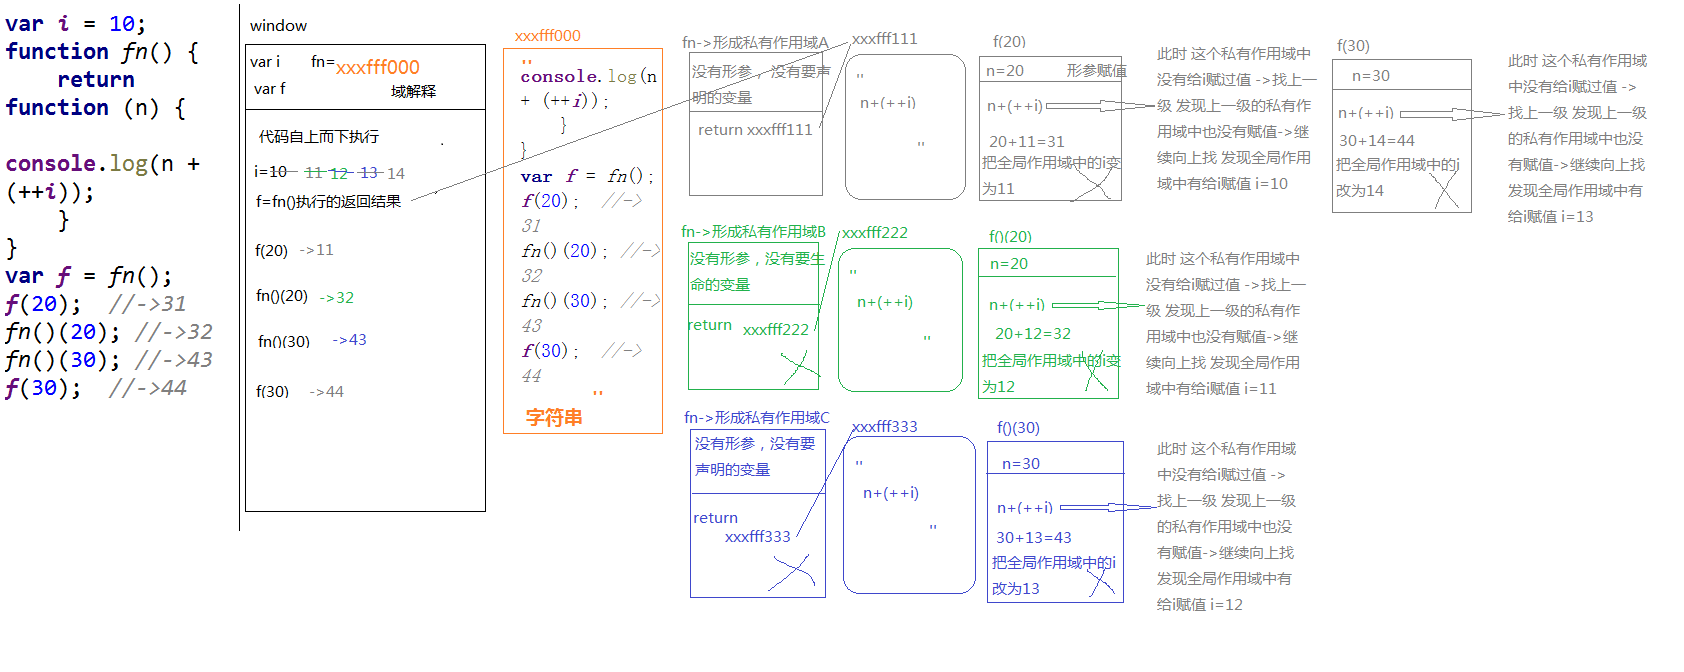 var i = 10;
function fn() {
return
function (n) {
console.log(n +
(++i));
}
}
var f = fn();
f(20);  //->31
fn()(20); //->32
fn()(30); //->43
f(30);  //->44
window
var i fn=xxxfff000
var f 域解释
代码自上而下执行
i=10 11 12 13 14
f=fn()执行的返回结果
f(20) ->11
fn()(20) ->32
fn()(30) ->43
f(30) ->44
xxxfff000
"
console.log(n
+ (++i));
}
}
var f = fn();
f(20);  //->
31
fn()(20); //->
32
fn()(30); //->
43
f(30);  //->
44
"
字符串
fn->形成私有作用域A
没有形参，没有要声
明的变量
return xxxfff111
xxxfff111
"
n+(++i)
"
f(20)
n=20 形参赋值
n+(++i)
20+11=31
把全局作用域中的i变
为11
此时 这个私有作用域中
没有给i赋过值 ->找上一
级 发现上一级的私有作
用域中也没有赋值->继
续向上找 发现全局作用
域中有给i赋值 i=10
f(30)
n=30
n+(++i)
30+14=44
把全局作用域中的i
改为14
此时 这个私有作用域
中没有给i赋过值 ->
找上一级 发现上一级
的私有作用域中也没
有赋值->继续向上找
发现全局作用域中有
给i赋值 i=13
fn->形成私有作用域B
没有形参，没有要生
命的变量
return xxxfff222
xxxfff222
"
n+(++i)
"
f()(20)
n=20
n+(++i)
20+12=32
把全局作用域中的i变
为12
此时 这个私有作用域中
没有给i赋过值 ->找上一
级 发现上一级的私有作
用域中也没有赋值->继
续向上找 发现全局作用
域中有给i赋值 i=11
fn->形成私有作用域C
没有形参，没有要
声明的变量
return
xxxfff333
xxxfff333
"
n+(++i)
"
f()(30)
n=30
n+(++i)
30+13=43
把全局作用域中的i
改为13
此时 这个私有作用域
中没有给i赋过值 ->
找上一级 发现上一级
的私有作用域中也没
有赋值->继续向上找
发现全局作用域中有
给i赋值 i=12